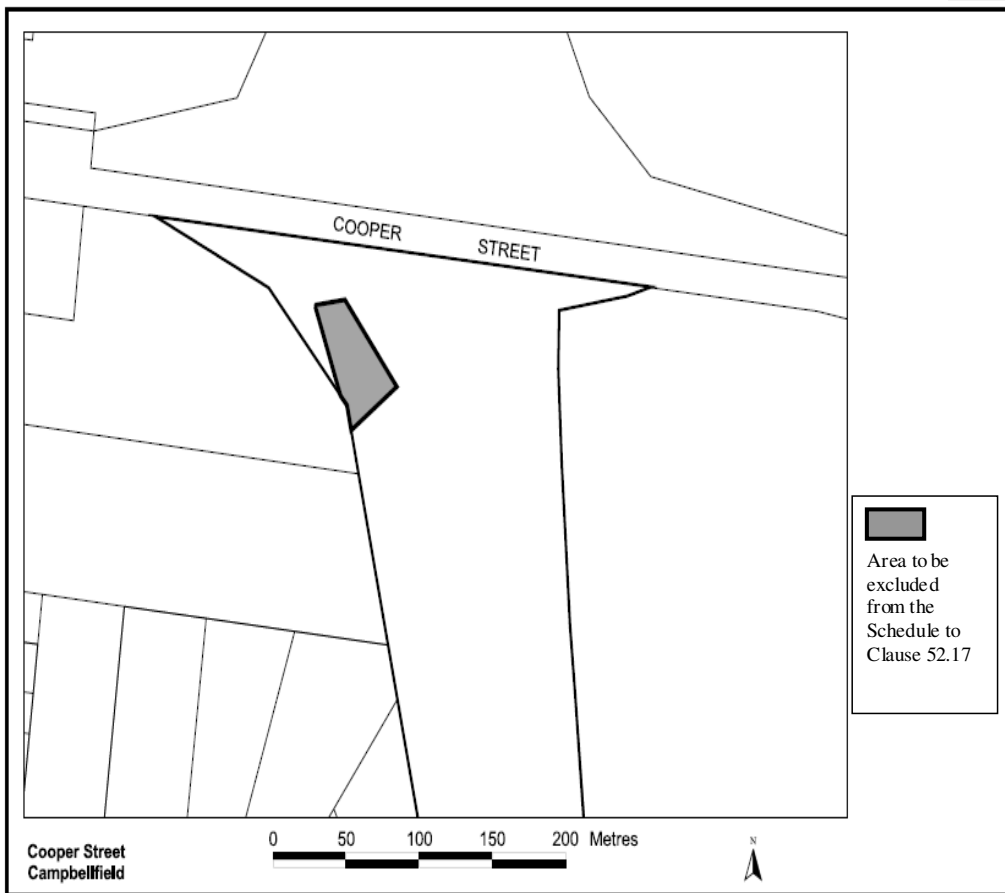 COOPER STREET
Area to be
excluded
from the
Schedule to
Clause 52.17
0 50 100 150 200 Metres
N
Cooper Street
Campbellfield